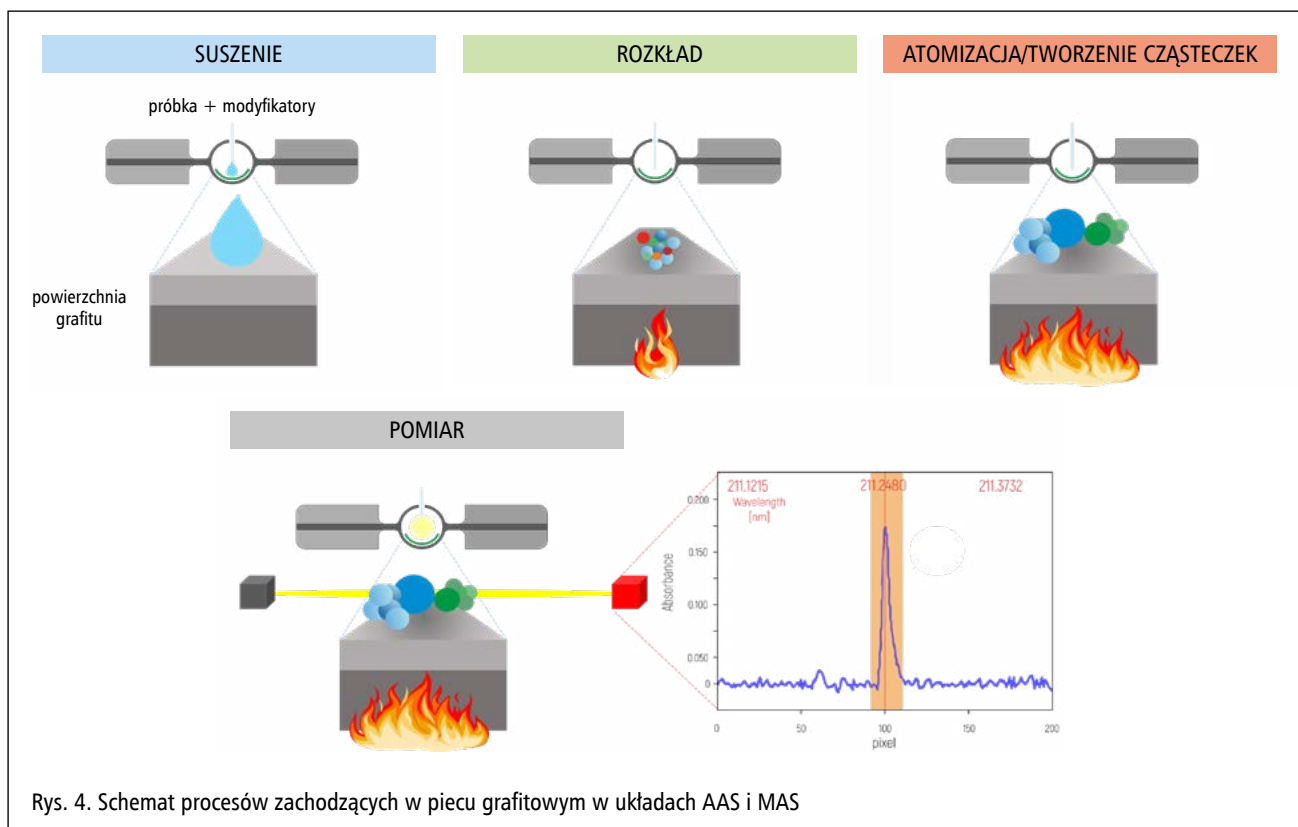 SUSZENIE
próbka + modyfikatory
powierzchnia
grafitu
ROZKŁAD
ATOMIZACJA/TWORZENIE CZĄSTECZEK
POMIAR
211.1215 211.2480 211.3732
Wavelength
[nm]
Absorbance
0.200
0.150
0.100
0.050
0
0 50 100 150 200
pixel
Rys. 4. Schemat procesów zachodzących w piecu grafitowym w układach AAS i MAS